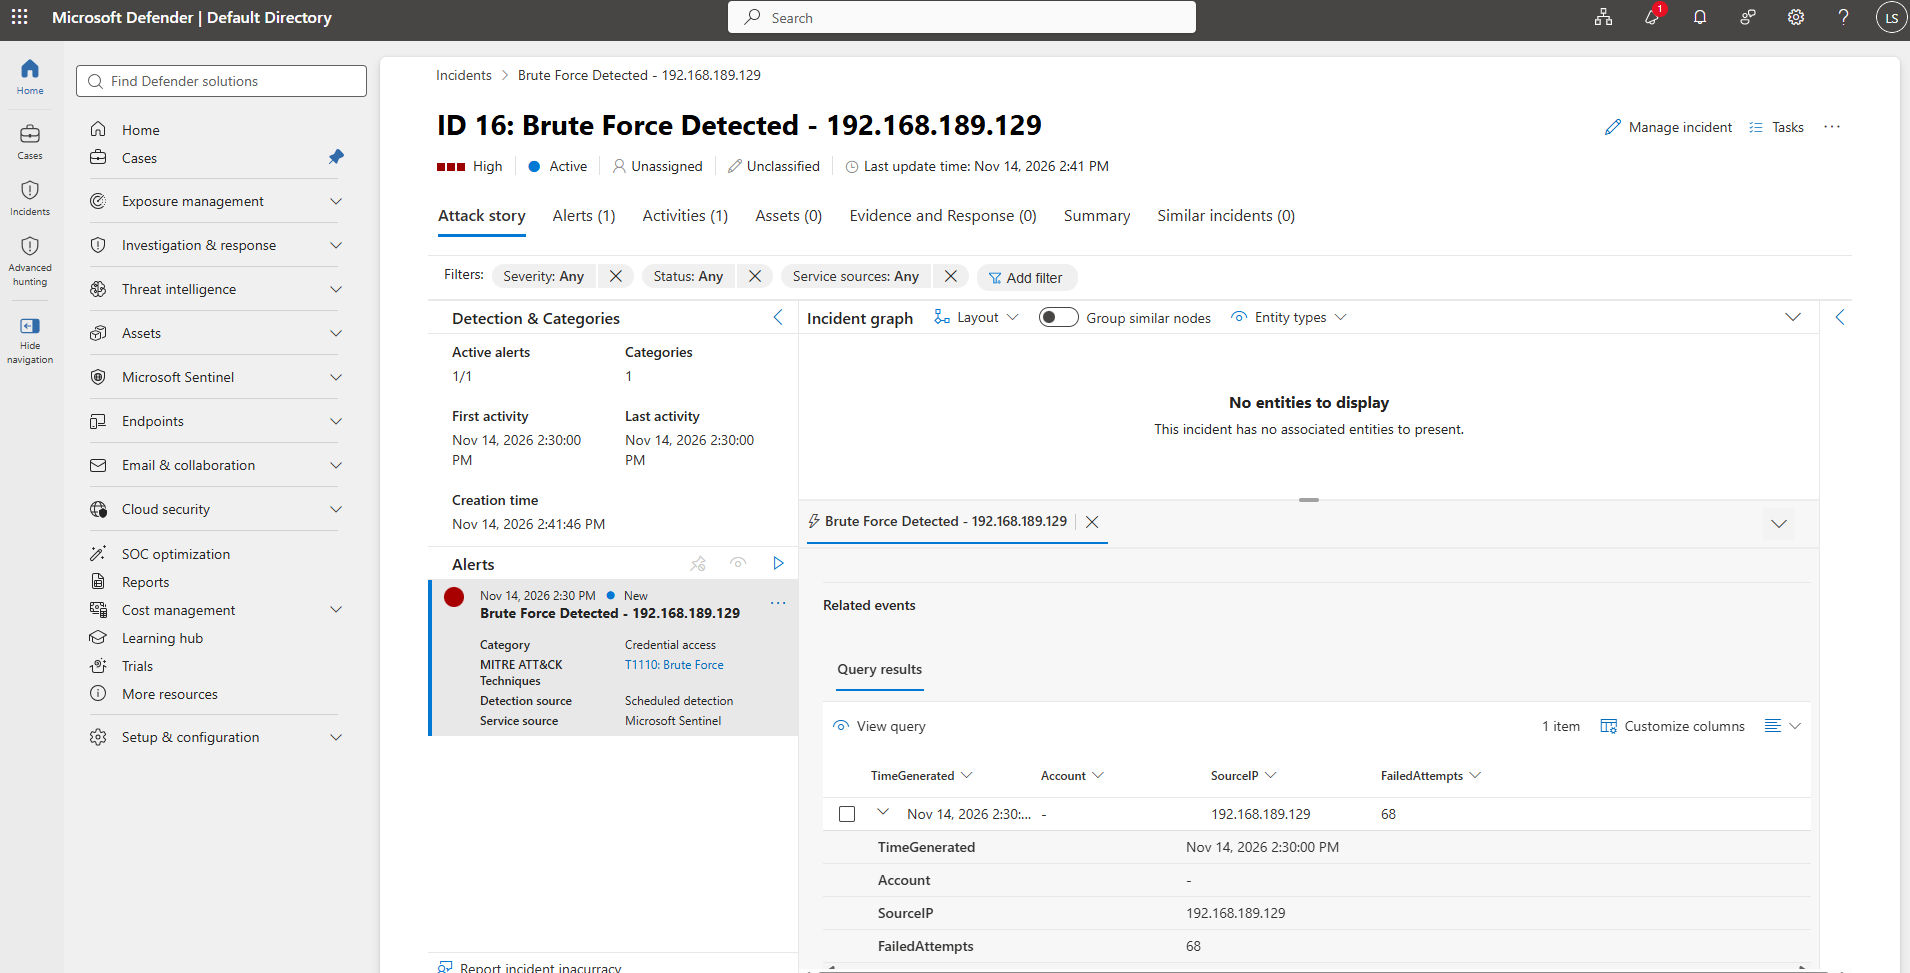 Microsoft Defender | Default Directory
Search
1
LS
Home
Cases
Incidents
Advanced
hunting
Hide
navigation
Find Defender solutions
Home
Cases
Exposure management
Investigation & response
Threat intelligence
Assets
Microsoft Sentinel
Endpoints
Email & collaboration
Cloud security
SOC optimization
Reports
Cost management
Learning hub
Trials
More resources
Setup & configuration
Incidents > Brute Force Detected - 192.168.189.129
ID 16: Brute Force Detected - 192.168.189.129
Manage incident
Tasks
High
Active
Unassigned
Unclassified
Last update time: Nov 14, 2026 2:41 PM
Attack story
Alerts (1)
Activities (1)
Assets (0)
Evidence and Response (0)
Summary
Similar incidents (0)
Filters:
Severity: Any
Status: Any
Service sources: Any
Add filter
Detection & Categories
Active alerts
1/1
Categories
1
First activity
Nov 14, 2026 2:30:00
PM
Last activity
Nov 14, 2026 2:30:00
PM
Creation time
Nov 14, 2026 2:41:46 PM
Alerts
Nov 14, 2026 2:30 PM
New
Brute Force Detected - 192.168.189.129
Category
Credential access
MITRE ATT&CK
Techniques
T1110: Brute Force
Detection source
Scheduled detection
Service source
Microsoft Sentinel
Report incident inacurracy
Incident graph
Layout
Group similar nodes
Entity types
No entities to display
This incident has no associated entities to present.
Brute Force Detected - 192.168.189.129
Related events
Query results
View query
1 item
Customize columns
TimeGenerated
Account
SourceIP
FailedAttempts
Nov 14, 2026 2:30:...
-
192.168.189.129
68
TimeGenerated
Nov 14, 2026 2:30:00 PM
Account
-
SourceIP
192.168.189.129
FailedAttempts
68